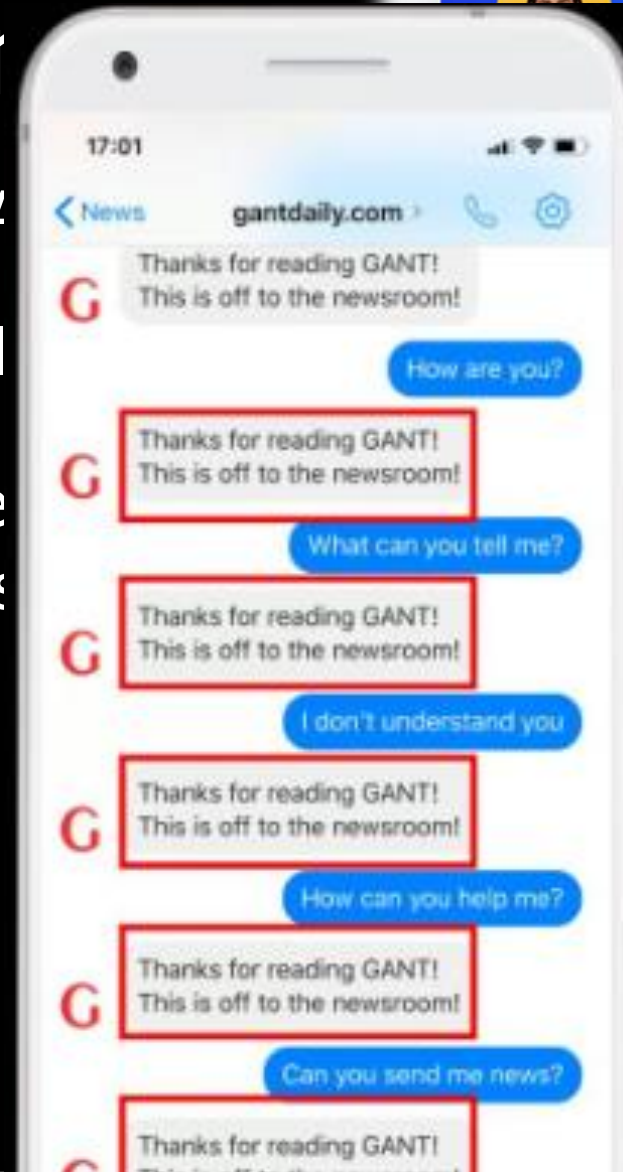 17:01
News
gantdaily.com
Thanks for reading GANT!
This is off to the newsroom!
G
How are you?
Thanks for reading GANT!
This is off to the newsroom!
G
What can you tell me?
Thanks for reading GANT!
This is off to the newsroom!
G
I don't understand you
Thanks for reading GANT!
This is off to the newsroom!
G
How can you help me?
Thanks for reading GANT!
This is off to the newsroom!
G
Can you send me news?
Thanks for reading GANT!